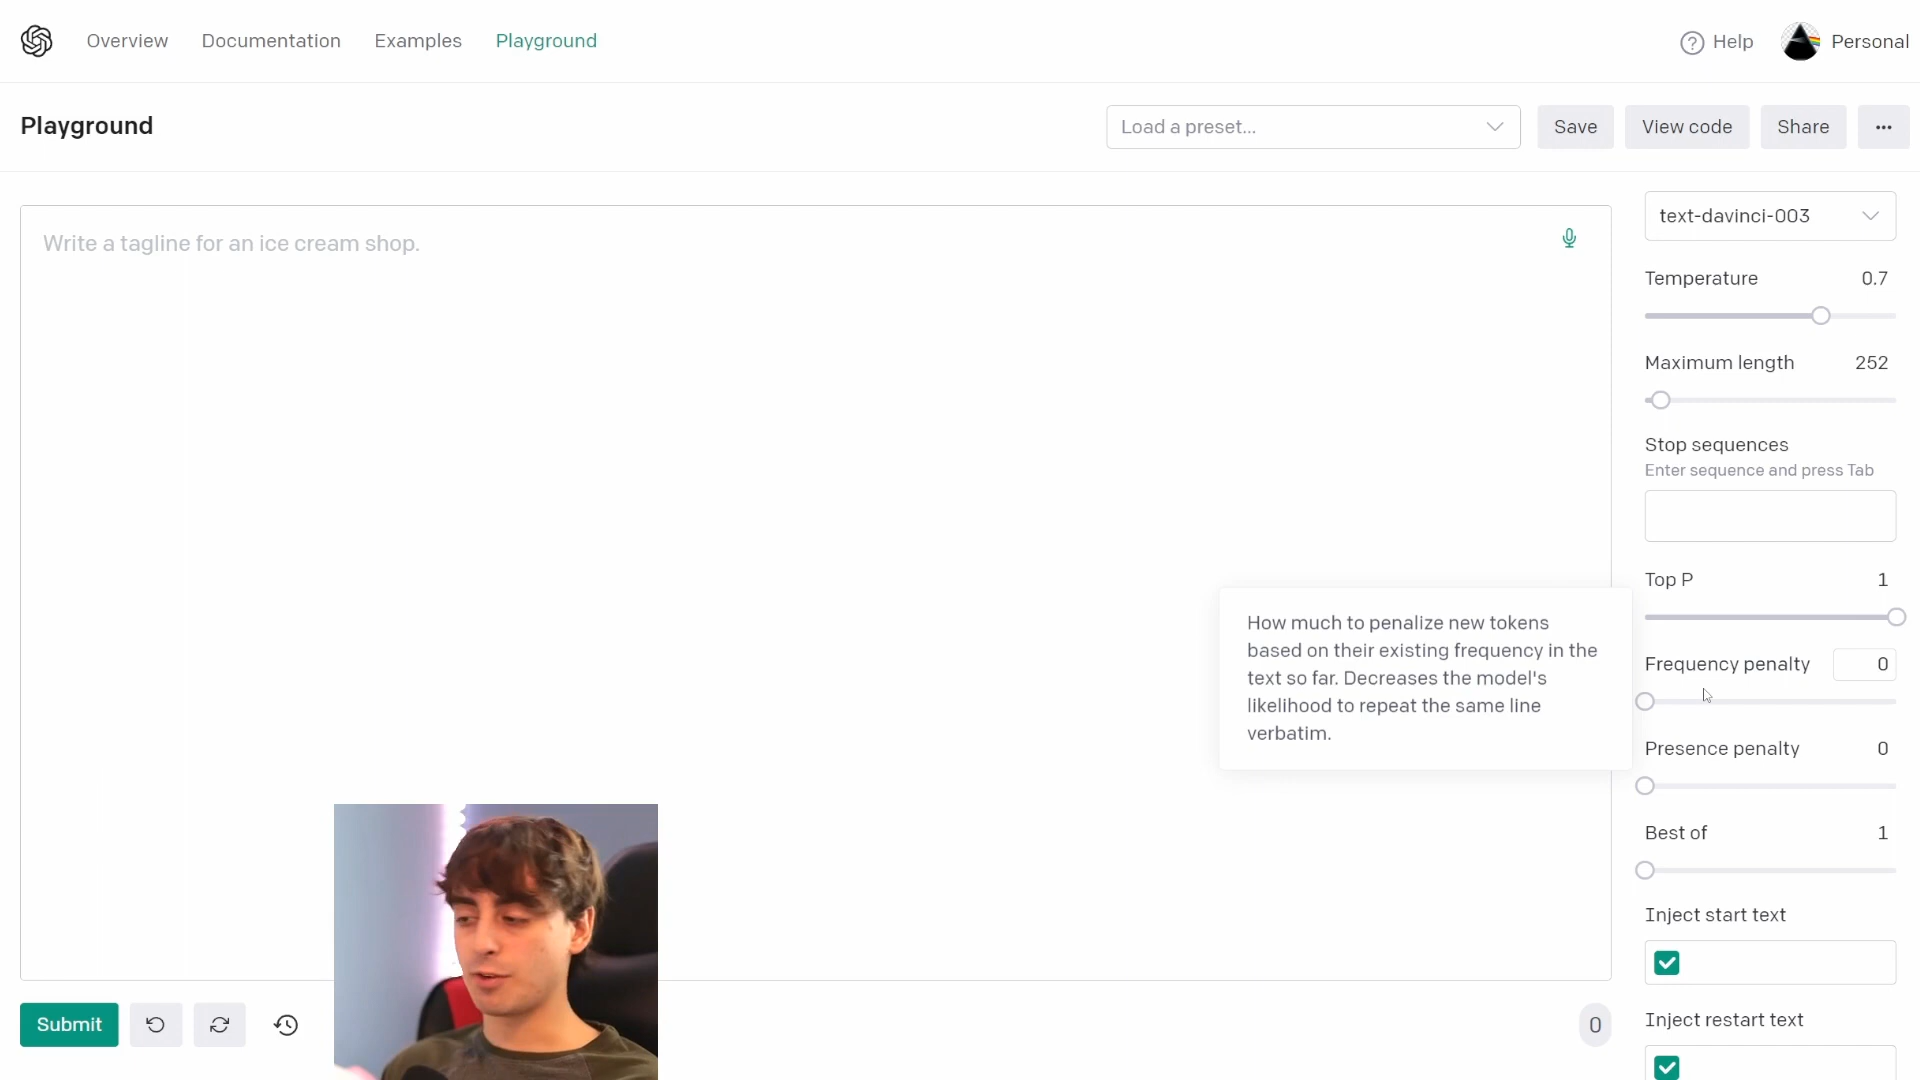 Overview Documentation Examples Playground Help Personal
Playground
Load a preset... Save View code Share ...
Write a tagline for an ice cream shop.
text-davinci-003
Temperature 0.7
Maximum length 252
Stop sequences
Enter sequence and press Tab
Top P 1
How much to penalize new tokens
based on their existing frequency in the
text so far. Decreases the model's
likelihood to repeat the same line
verbatim.
Frequency penalty 0
Presence penalty 0
Best of 1
Inject start text
Inject restart text
Submit
0